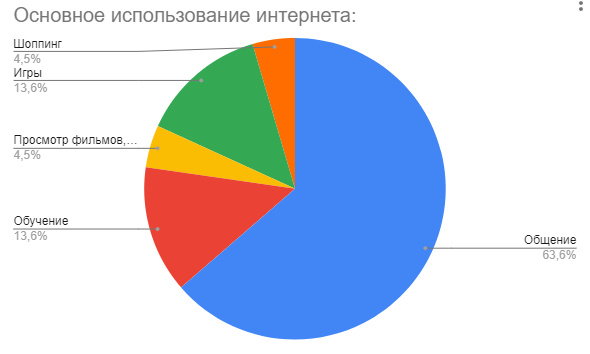 Основное использование интернета:
Шоппинг
4,5%
Игры
13,6%
Просмотр фильмов,…
4,5%
Обучение
13,6%
Общение
63,6%